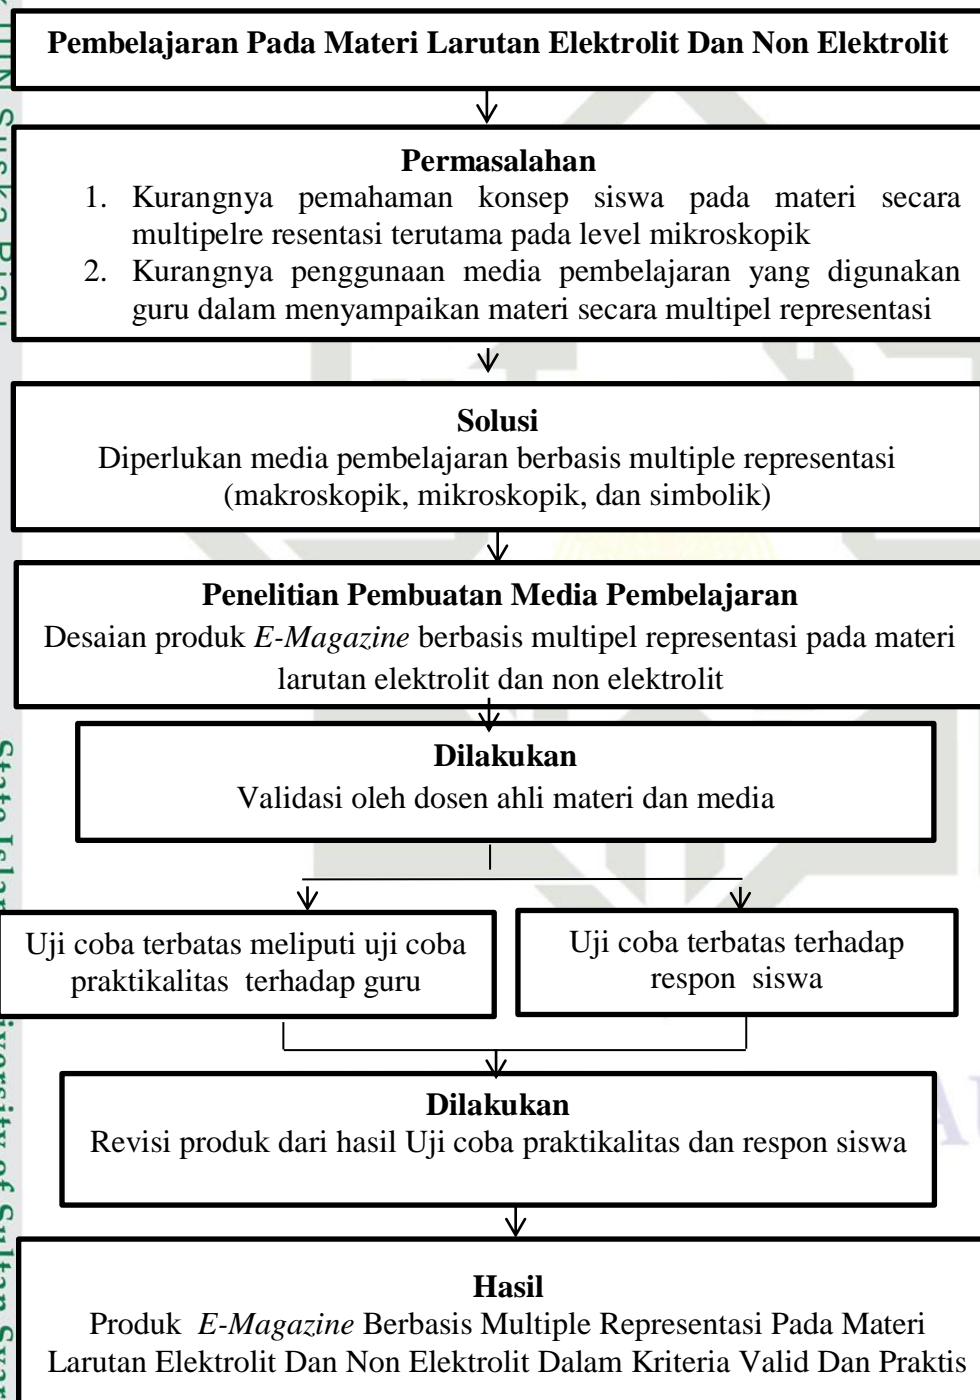 Pembelajaran Pada Materi Larutan Elektrolit Dan Non Elektrolit
Permasalahan
1. Kurangnya pemahaman konsep siswa pada materi secara
multipelre resentasi terutama pada level mikroskopik
2. Kurangnya penggunaan media pembelajaran yang digunakan
guru dalam menyampaikan materi secara multipel representasi
Solusi
Diperlukan media pembelajaran berbasis multiple representasi
(makroskopik, mikroskopik, dan simbolik)
Penelitian Pembuatan Media Pembelajaran
Desaian produk E-Magazine berbasis multipel representasi pada materi
larutan elektrolit dan non elektrolit
Dilakukan
Validasi oleh dosen ahli materi dan media
Uji coba terbatas meliputi uji coba
praktikalitas terhadap guru
Uji coba terbatas terhadap
respon siswa
Dilakukan
Revisi produk dari hasil Uji coba praktikalitas dan respon siswa
Hasil
Produk E-Magazine Berbasis Multiple Representasi Pada Materi
Larutan Elektrolit Dan Non Elektrolit Dalam Kriteria Valid Dan Praktis